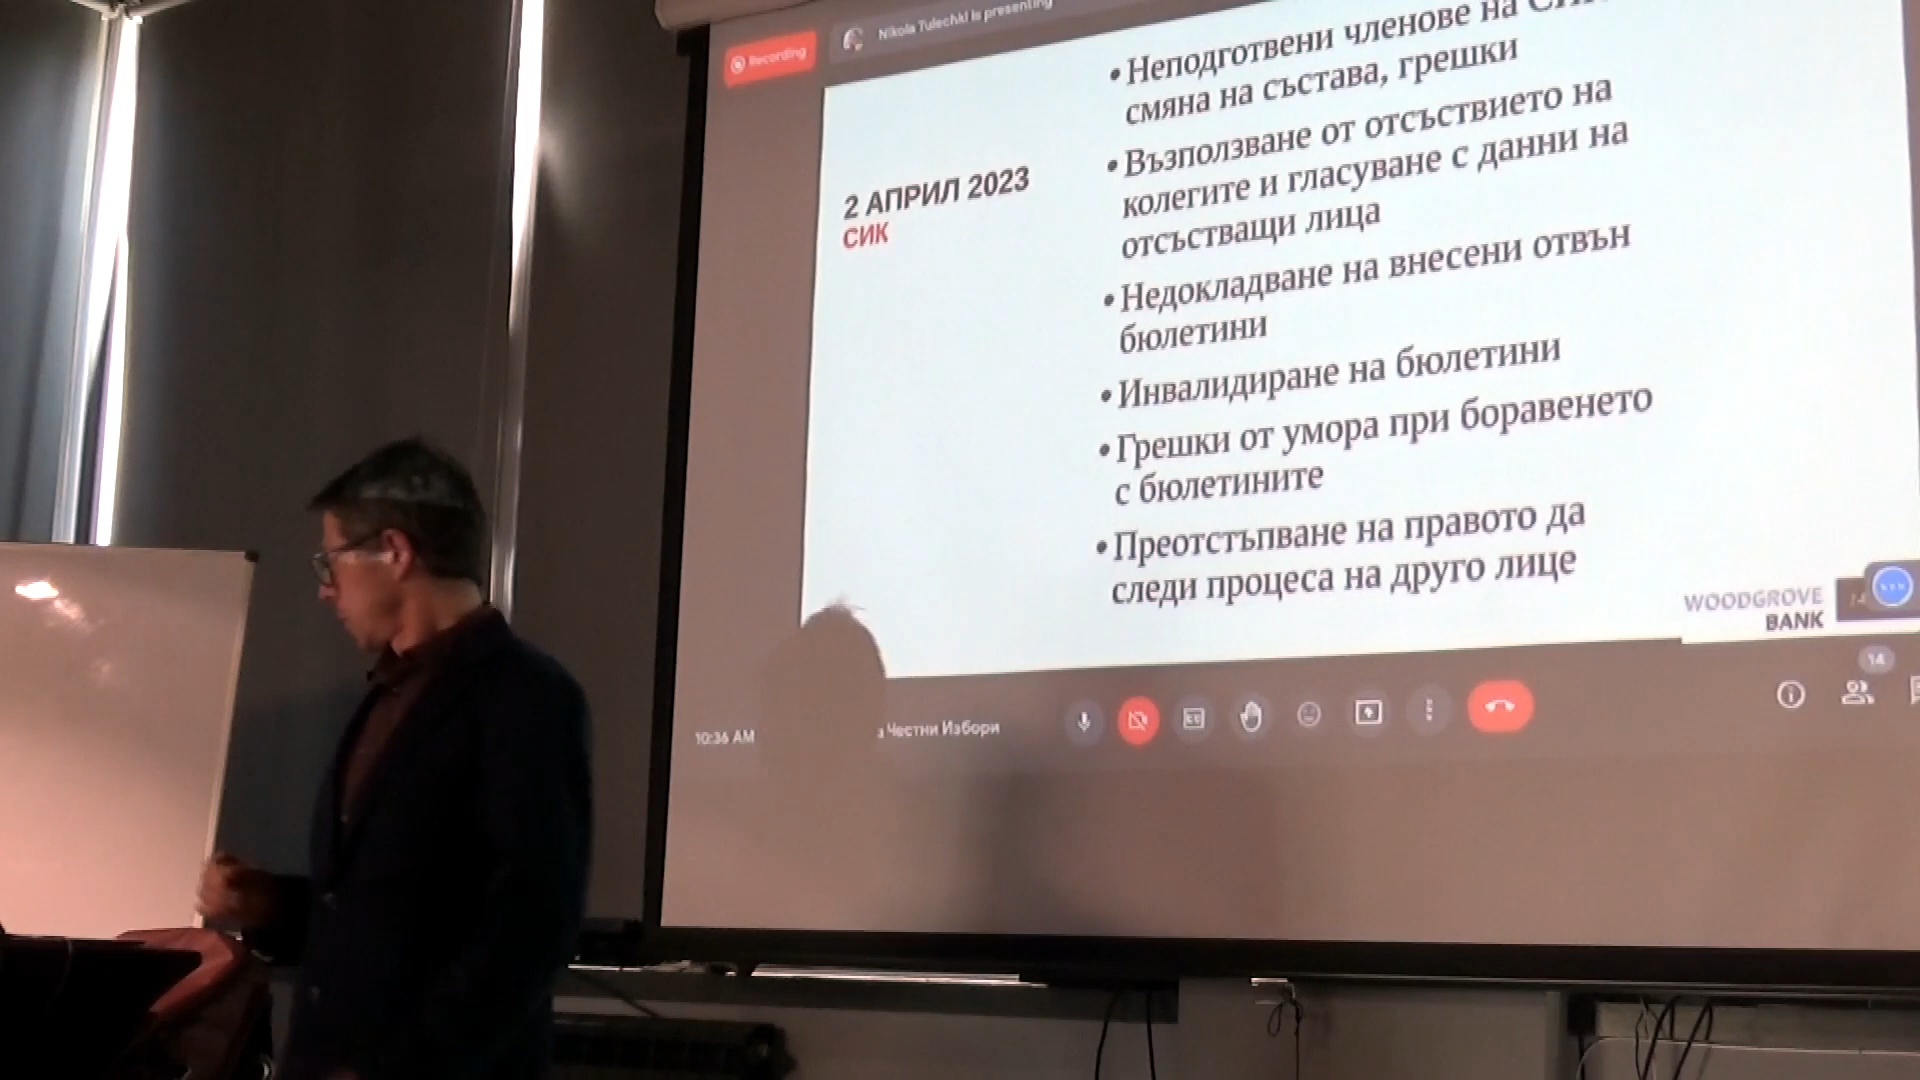 Recording
Nikola Tulechki is presenting
• Неподготвени членове на
смяна на състава, грешки
• Възползване от отсъствието на
колегите и гласуване с данни на
отсъстващи лица
• Недокладване на внесени отвън
бюлетини
• Инвалидиране на бюлетини
• Грешки от умора при боравенето
с бюлетините
• Преотстъпване на правото да
следи процеса на друго лице
2 АПРИЛ 2023
СИК
WOODGROVE
BANK
14
10:36 AM
а Честни Избори
14